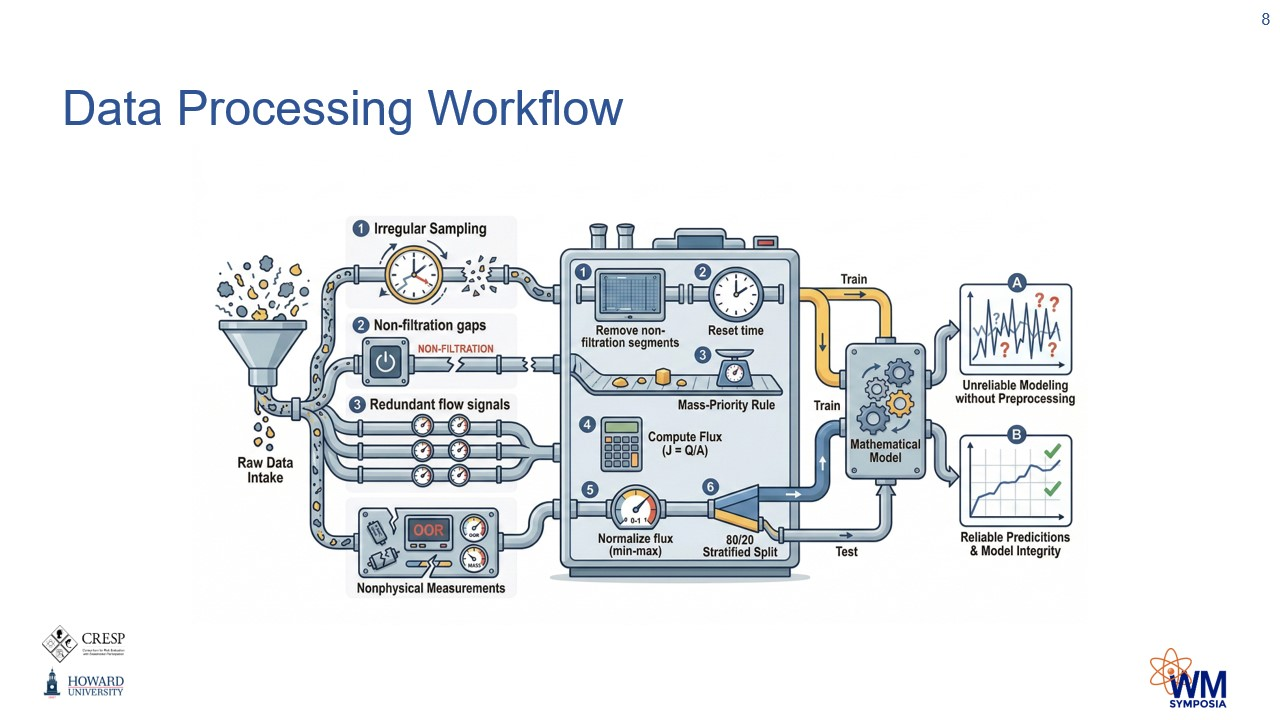 8
Data Processing Workflow
1 Irregular Sampling
2 Non-filtration gaps
NON-FILTRATION
3 Redundant flow signals
Raw Data
Intake
OOR
OOR
MASS
Nonphysical Measurements
1
Remove non-
filtration segments
2
Reset time
3
Mass-Priority Rule
4
Compute Flux
(J = Q/A)
5
0-1
Normalize flux
(min-max)
6
80/20
Stratified Split
Train
Train
Test
Mathematical
Model
A
? ?
?
? ?
Unreliable Modeling
without Preprocessing
B
Reliable Predicitions
& Model Integrity
CRESP
HOWARD
UNIVERSITY
WM
SYMPOSIA